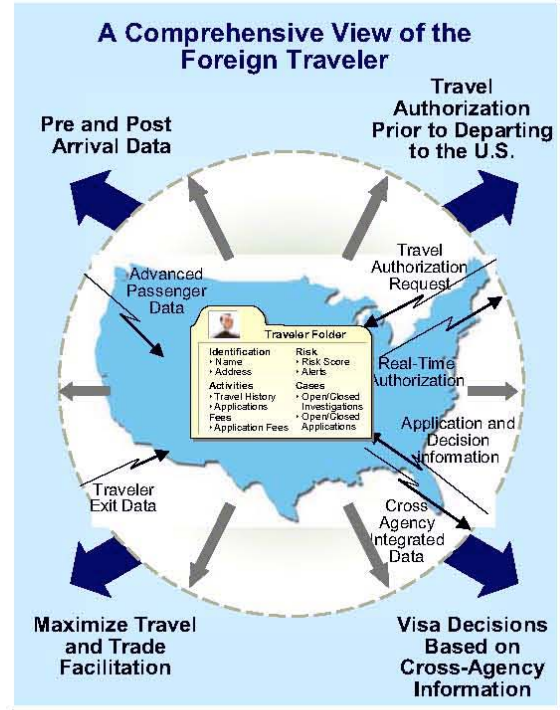 A Comprehensive View of the
Foreign Traveler
Pre and Post
Arrival Data
Travel
Authorization
Prior to Departing
to the U.S.
Advanced
Passenger
Data
Travel
Authorization
Request
Traveler Folder
Identification
‣ Name
‣ Address
Activities
‣ Travel History
‣ Applications
Fees
‣ Application Fees
Risk
‣ Risk Score
‣ Alerts
Cases
‣ Open/Closed
Investigations
‣ Open/Closed
Applications
Real-Time
Authorization
Application and
Decision
Information
Traveler
Exit Data
Cross
Agency
Integrated
Data
Maximize Travel
and Trade
Facilitation
Visa Decisions
Based on
Cross-Agency
Information